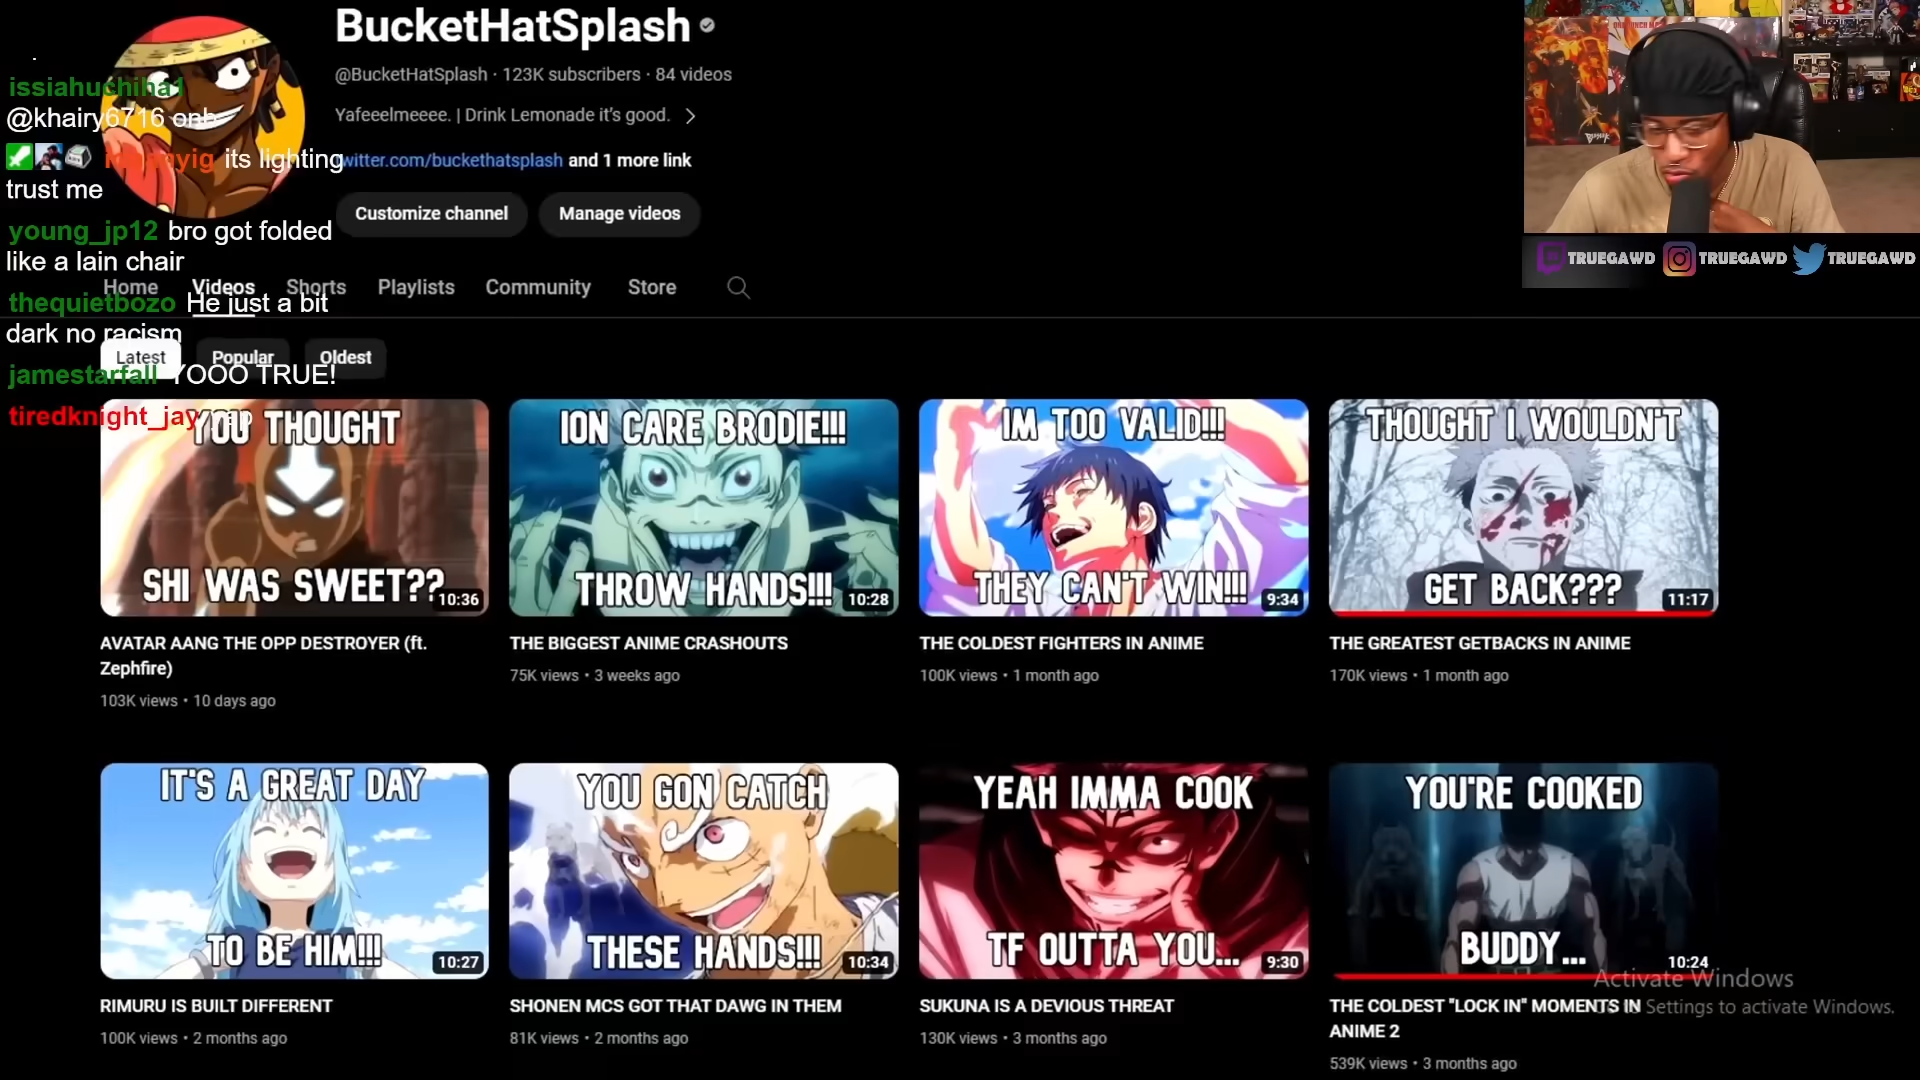 BucketHatSplash
@BucketHatSplash · 123K subscribers · 84 videos
Yafeeelmeeee. | Drink Lemonade it's good.
twitter.com/buckethatsplash and 1 more link
Customize channel
Manage videos
Home
Videos
Shorts
Playlists
Community
Store
Latest
Popular
Oldest
issiahuchiha1
@khairy6716 onb
its lighting
trust me
young_jp12 bro got folded
like a lain chair
thequietbozo He just a bit
dark no racism
jamestarfall YOOO TRUE!
tiredknight_jay
TRUEGAWD
TRUEGAWD
TRUEGAWD
YOU THOUGHT
SHI WAS SWEET??
10:36
AVATAR AANG THE OPP DESTROYER (ft.
Zephfire)
103K views • 10 days ago
ION CARE BRODIE!!!
THROW HANDS!!!
10:28
THE BIGGEST ANIME CRASHOUTS
75K views • 3 weeks ago
IM TOO VALID!!!
THEY CAN'T WIN!!!
9:34
THE COLDEST FIGHTERS IN ANIME
100K views • 1 month ago
THOUGHT I WOULDN'T
GET BACK???
11:17
THE GREATEST GETBACKS IN ANIME
170K views • 1 month ago
IT'S A GREAT DAY
TO BE HIM!!!
10:27
RIMURU IS BUILT DIFFERENT
100K views • 2 months ago
YOU GON CATCH
THESE HANDS!!!
10:34
SHONEN MCS GOT THAT DAWG IN THEM
81K views • 2 months ago
YEAH IMMA COOK
TF OUTTA YOU...
9:30
SUKUNA IS A DEVIOUS THREAT
130K views • 3 months ago
YOU'RE COOKED
BUDDY...
10:24
THE COLDEST "LOCK IN" MOMENTS IN
ANIME 2
539K views • 3 months ago
Activate Windows
Settings to activate Windows.